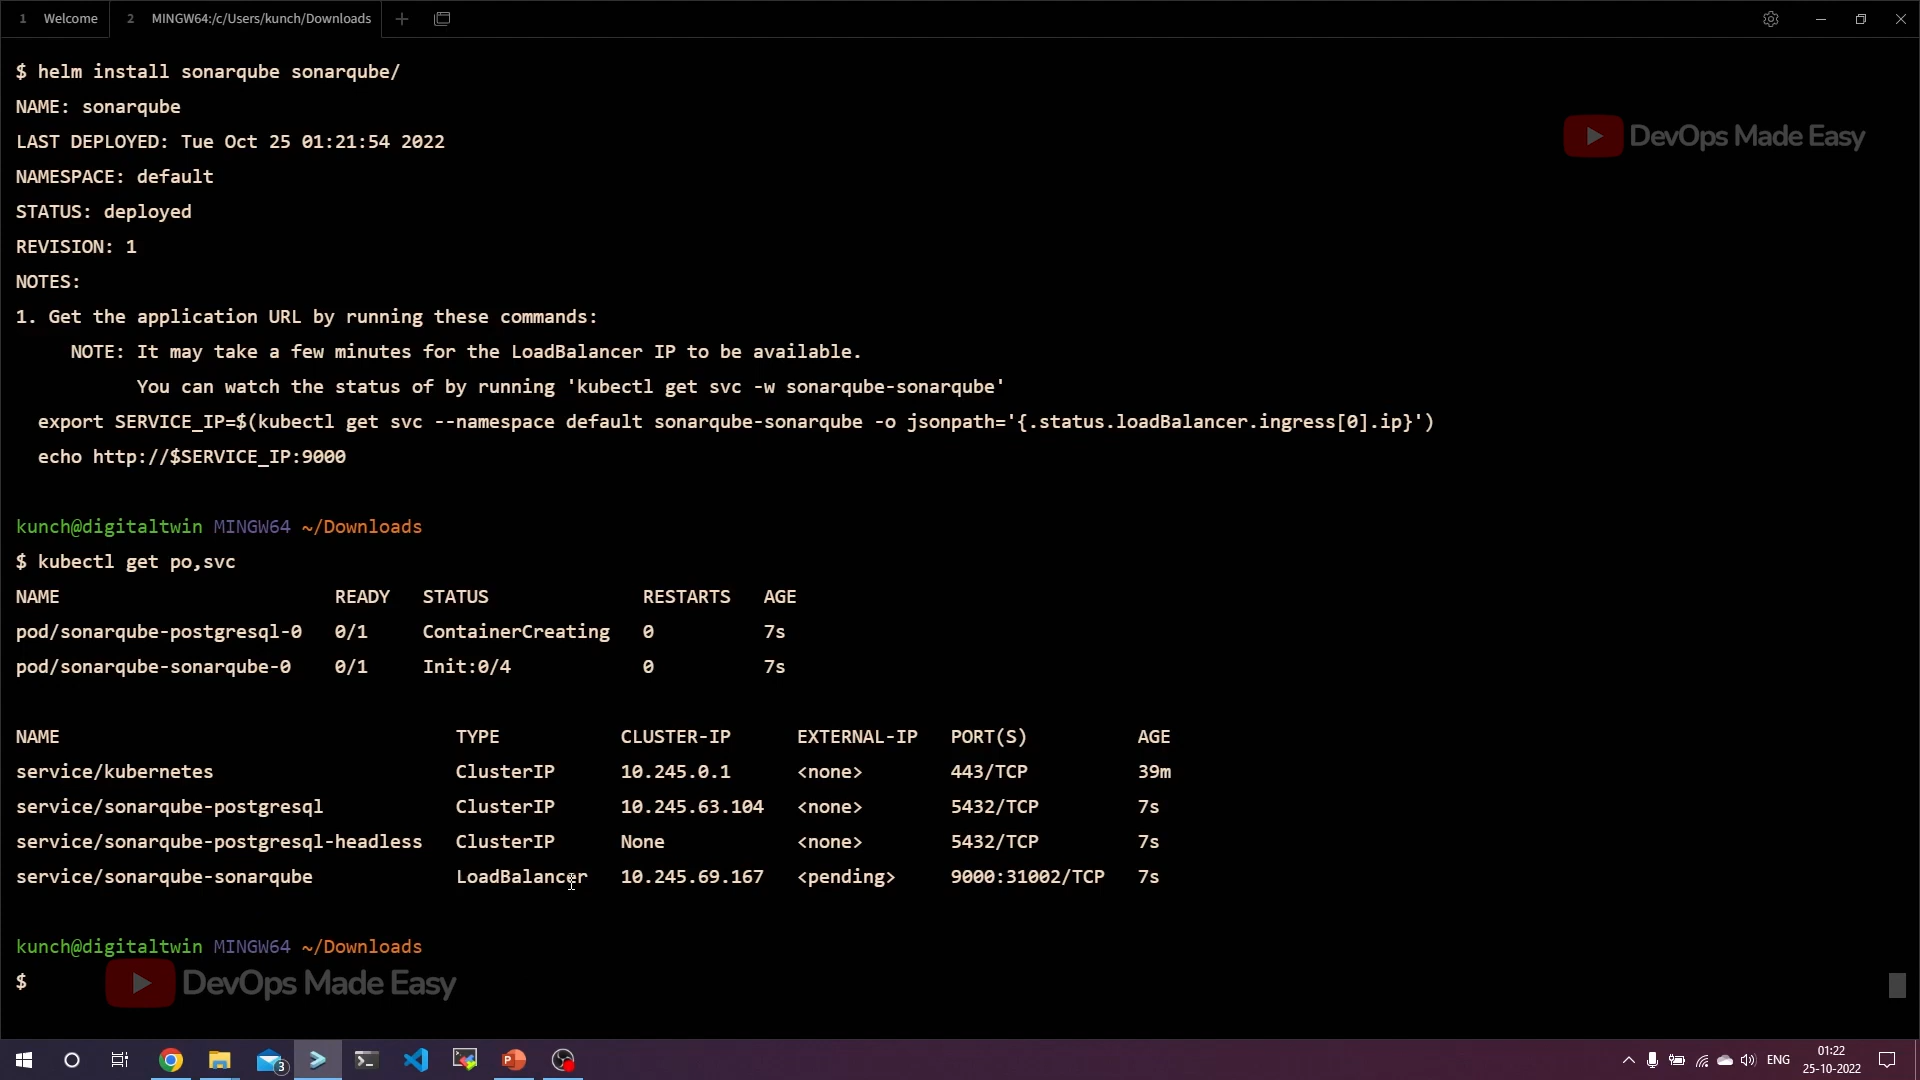 1 Welcome 2 MINGW64:/c/Users/kunch/Downloads
$ helm install sonarqube sonarqube/
NAME: sonarqube
LAST DEPLOYED: Tue Oct 25 01:21:54 2022
DevOps Made Easy
NAMESPACE: default
STATUS: deployed
REVISION: 1
NOTES:
1. Get the application URL by running these commands:
NOTE: It may take a few minutes for the LoadBalancer IP to be available.
You can watch the status of by running 'kubectl get svc -w sonarqube-sonarqube'
export SERVICE_IP=$(kubectl get svc --namespace default sonarqube-sonarqube -o jsonpath='{.status.loadBalancer.ingress[0].ip}')
echo http://$SERVICE_IP:9000
kunch@digitaltwin MINGW64 ~/Downloads
$ kubectl get po,svc
NAME READY STATUS RESTARTS AGE
pod/sonarqube-postgresql-0 0/1 ContainerCreating 0 7s
pod/sonarqube-sonarqube-0 0/1 Init:0/4 0 7s
NAME TYPE CLUSTER-IP EXTERNAL-IP PORT(S) AGE
service/kubernetes ClusterIP 10.245.0.1 <none> 443/TCP 39m
service/sonarqube-postgresql ClusterIP 10.245.63.104 <none> 5432/TCP 7s
service/sonarqube-postgresql-headless ClusterIP None <none> 5432/TCP 7s
service/sonarqube-sonarqube LoadBalancer 10.245.69.167 <pending> 9000:31002/TCP 7s
kunch@digitaltwin MINGW64 ~/Downloads
$
DevOps Made Easy
3
ENG
01:22
25-10-2022